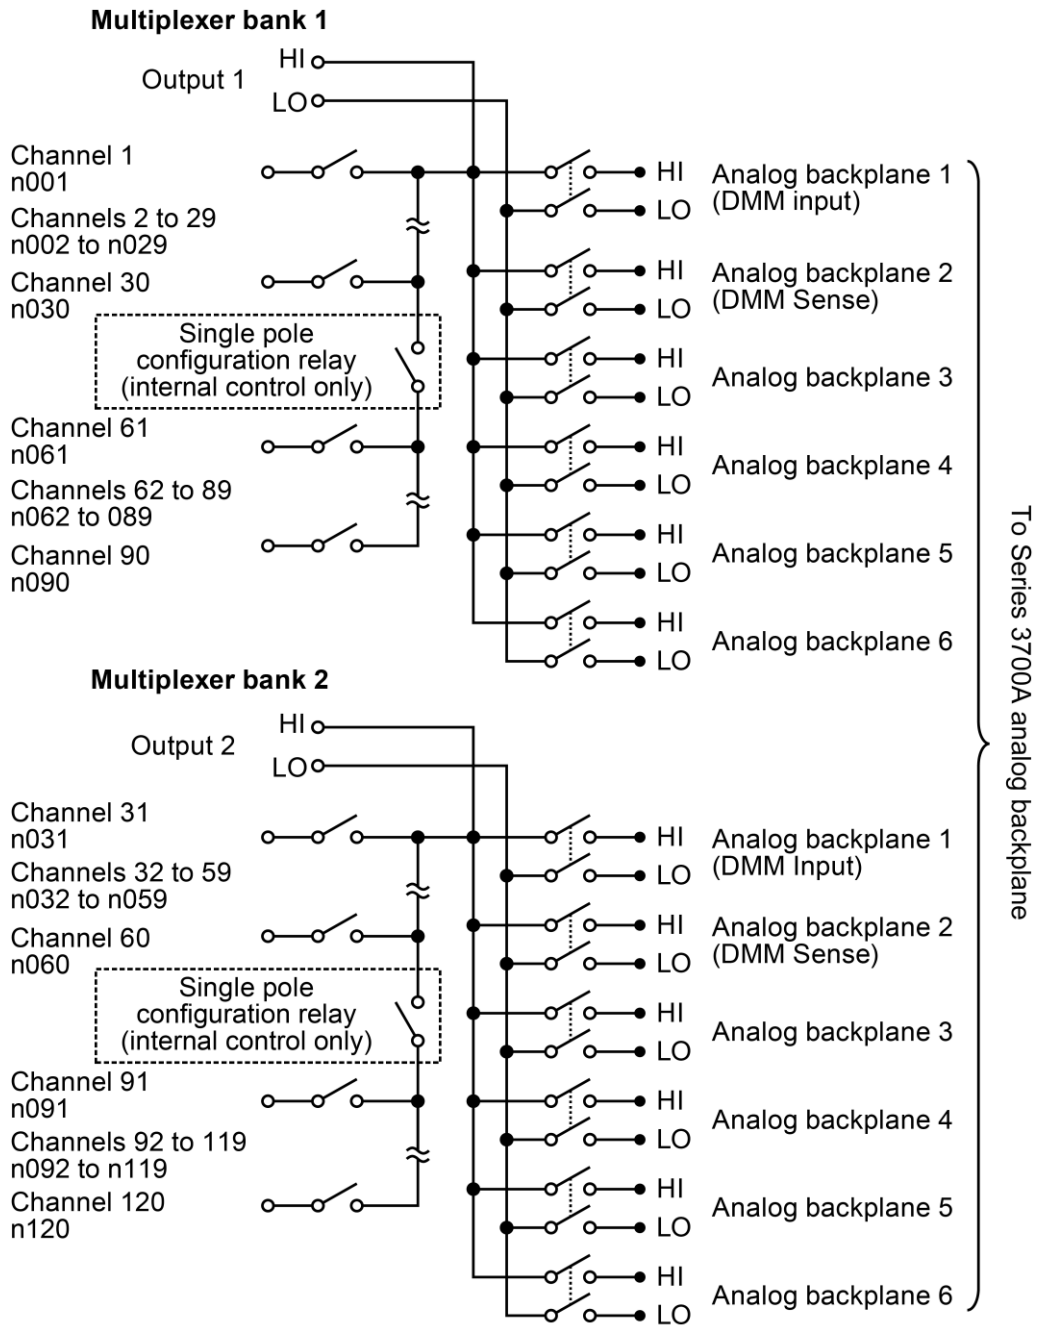 Multiplexer bank 1
HI
Output 1
LO
Channel 1
n001
Channels 2 to 29
n002 to n029
Channel 30
n030
Single pole
configuration relay
(internal control only)
Channel 61
n061
Channels 62 to 89
n062 to 089
Channel 90
n090
HI
LO
Analog backplane 1
(DMM input)
HI
LO
Analog backplane 2
(DMM Sense)
HI
LO
Analog backplane 3
HI
LO
Analog backplane 4
HI
LO
Analog backplane 5
HI
LO
Analog backplane 6
Multiplexer bank 2
HI
Output 2
LO
Channel 31
n031
Channels 32 to 59
n032 to n059
Channel 60
n060
Single pole
configuration relay
(internal control only)
Channel 91
n091
Channels 92 to 119
n092 to n119
Channel 120
n120
HI
LO
Analog backplane 1
(DMM Input)
HI
LO
Analog backplane 2
(DMM Sense)
HI
LO
Analog backplane 3
HI
LO
Analog backplane 4
HI
LO
Analog backplane 5
HI
LO
Analog backplane 6
To Series 3700A analog backplane